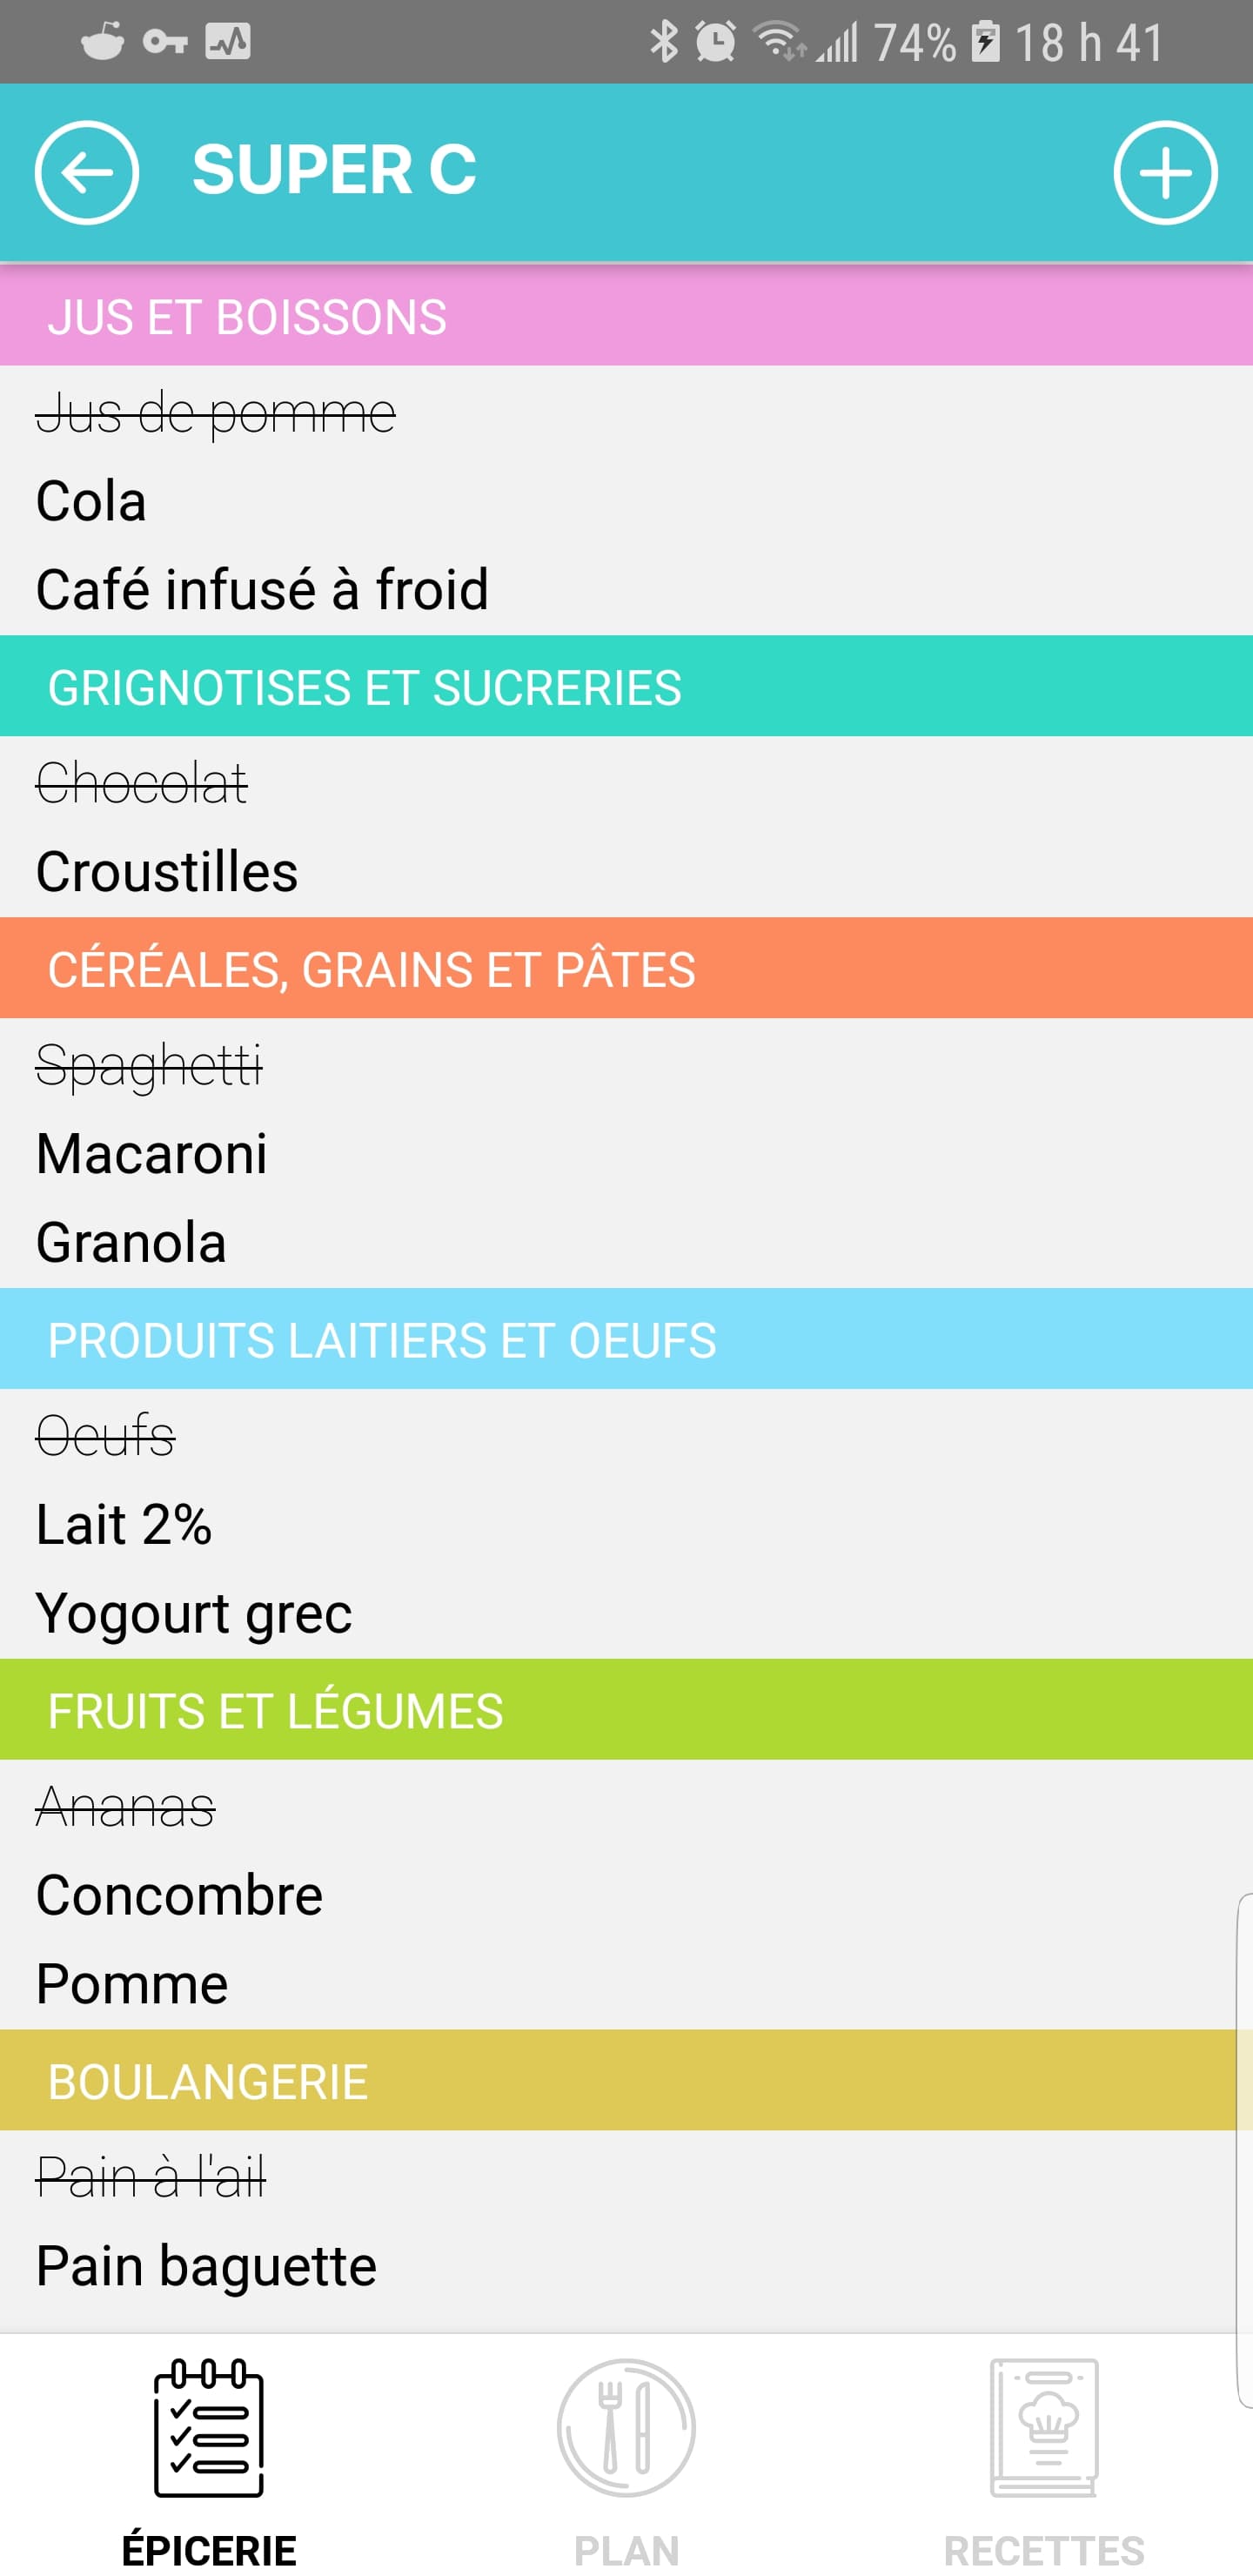 74% 18 h 41
SUPER C
JUS ET BOISSONS
Jus de pomme
Cola
Café infusé à froid
GRIGNOTISES ET SUCRERIES
Chocolat
Croustilles
CÉRÉALES, GRAINS ET PÂTES
Spaghetti
Macaroni
Granola
PRODUITS LAITIERS ET OEUFS
Oeufs
Lait 2%
Yogourt grec
FRUITS ET LÉGUMES
Ananas
Concombre
Pomme
BOULANGERIE
Pain à l'ail
Pain baguette
ÉPICERIE PLAN RECETTES